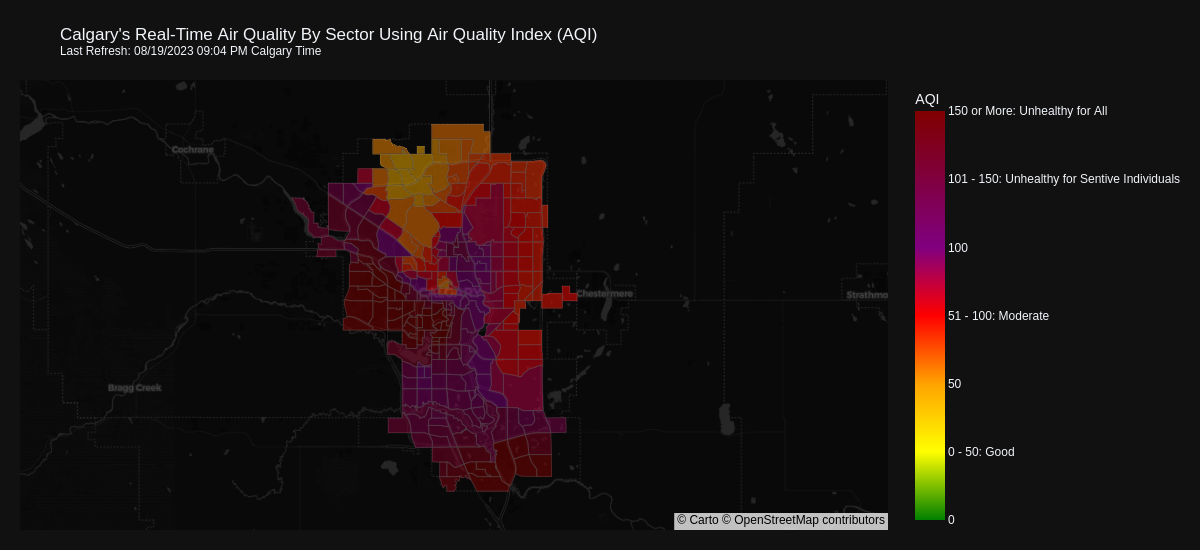 Calgary's Real-Time Air Quality By Sector Using Air Quality Index (AQI)
Last Refresh: 08/19/2023 09:04 PM Calgary Time
AQI
150 or More: Unhealthy for All
101 - 150: Unhealthy for Sentive Individuals
100
51 - 100: Moderate
50
0 - 50: Good
0
Cochrane
Chestermere
Strathmo
Bragg Creek
© Carto © OpenStreetMap contributors